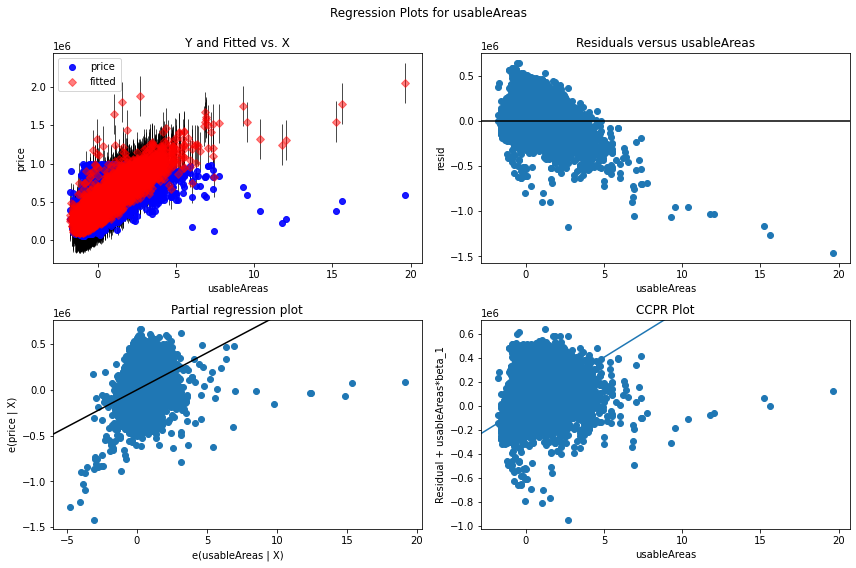 Regression Plots for usableAreas
Y and Fitted vs. X
1e6
price
fitted
2.0
1.5
1.0
0.5
0.0
price
0
5
10
15
20
usableAreas
Residuals versus usableAreas
1e6
0.5
0.0
−0.5
−1.0
−1.5
resid
0
5
10
15
20
usableAreas
Partial regression plot
1e6
0.5
0.0
−0.5
−1.0
−1.5
e(price | X)
−5
0
5
10
15
20
e(usableAreas | X)
CCPR Plot
1e6
0.6
0.4
0.2
0.0
−0.2
−0.4
−0.6
−0.8
−1.0
Residual + usableAreas*beta_1
0
5
10
15
20
usableAreas